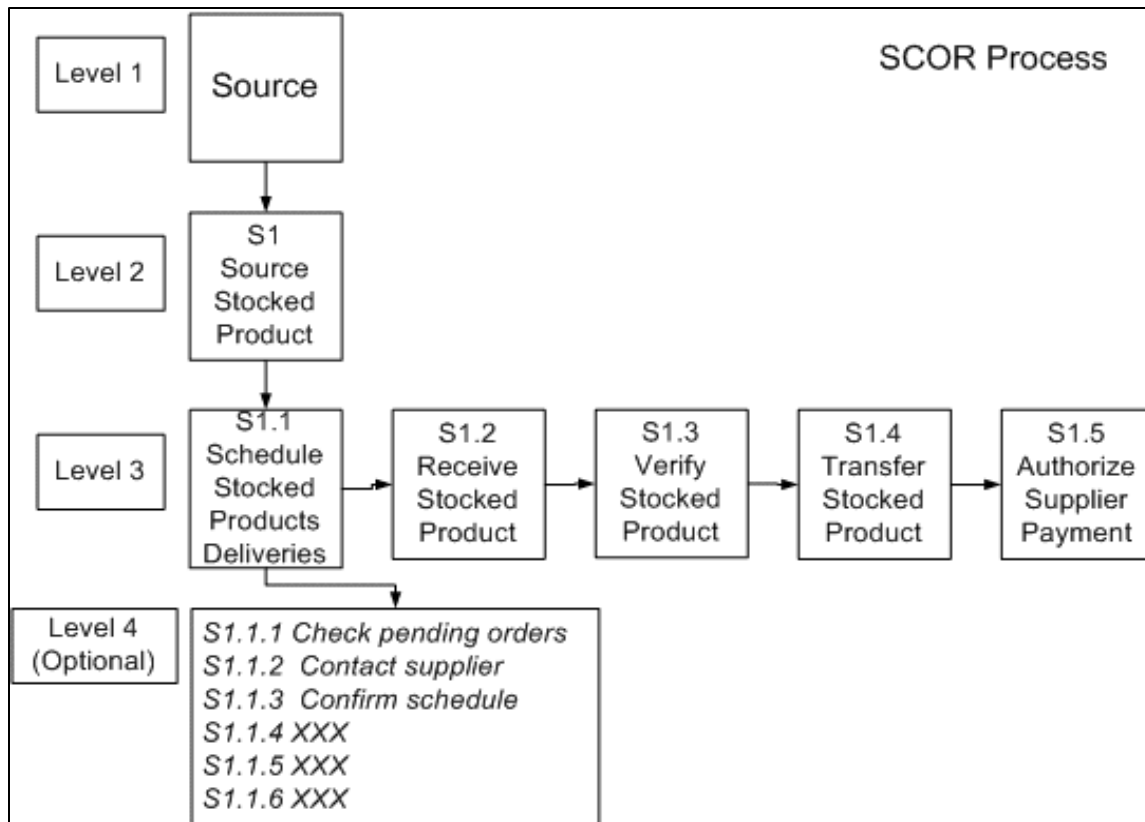 SCOR Process
Level 1
Source
Level 2
S1
Source
Stocked
Product
Level 3
S1.1
Schedule
Stocked
Products
Deliveries
S1.2
Receive
Stocked
Product
S1.3
Verify
Stocked
Product
S1.4
Transfer
Stocked
Product
S1.5
Authorize
Supplier
Payment
Level 4
(Optional)
S1.1.1 Check pending orders
S1.1.2 Contact supplier
S1.1.3 Confirm schedule
S1.1.4 XXX
S1.1.5 XXX
S1.1.6 XXX